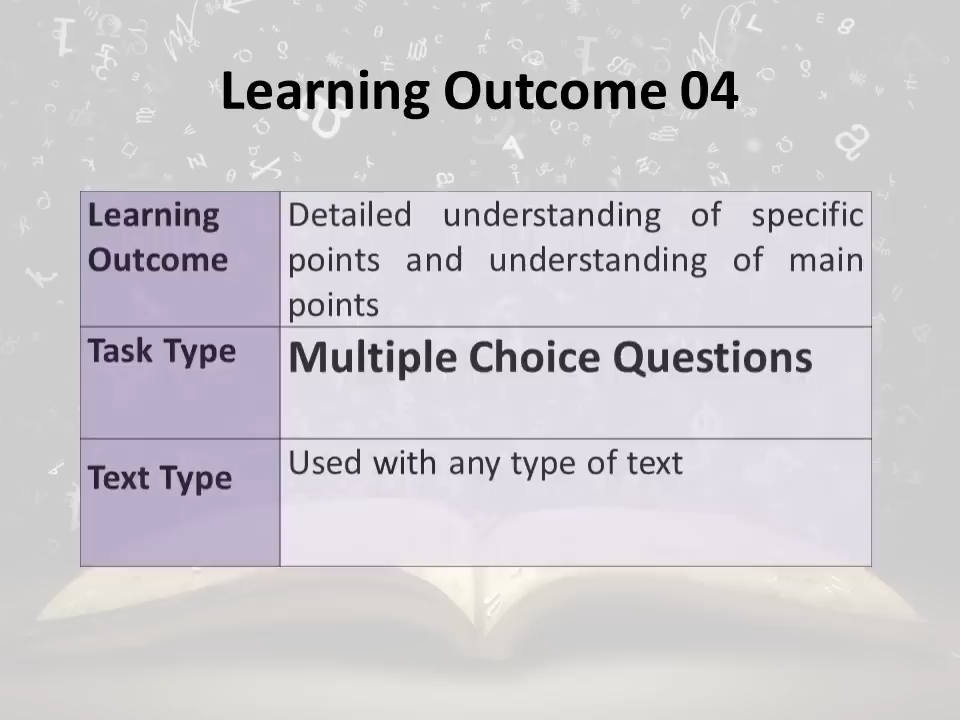 Learning Outcome 04
Learning
Outcome
Detailed understanding of specific
points and understanding of main
points
Task Type
Multiple Choice Questions
Text Type
Used with any type of text